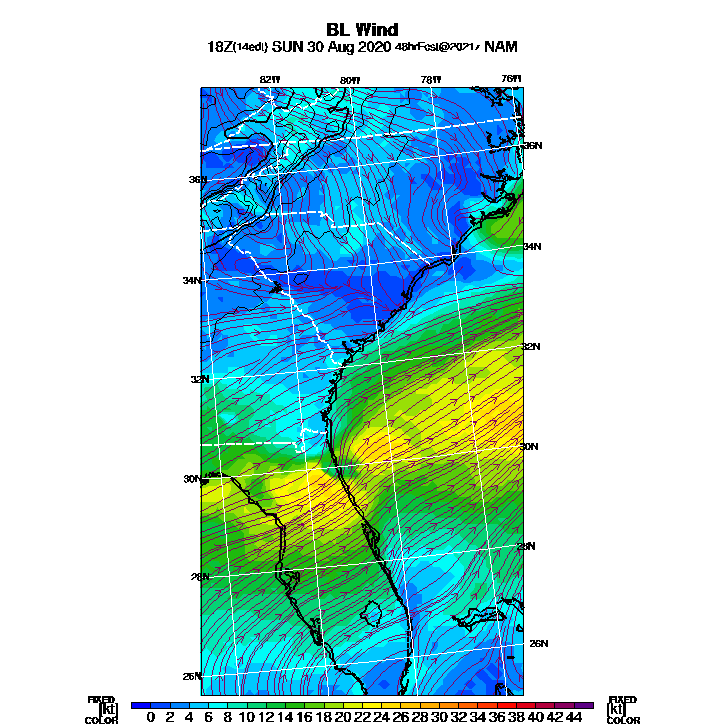 BL Wind
18Z(14edt) SUN 30 Aug 2020 48hrFcst@2021z NAM
82W 80W 78W 76W
36N
36N
34N
34N
32N
32N
30N
30N
28N
28N
26N
26N
FIXED FIXED
[kt] [kt]
COLOR 0 2 4 6 8 10 12 14 16 18 20 22 24 26 28 30 32 34 36 38 40 42 44 COLOR